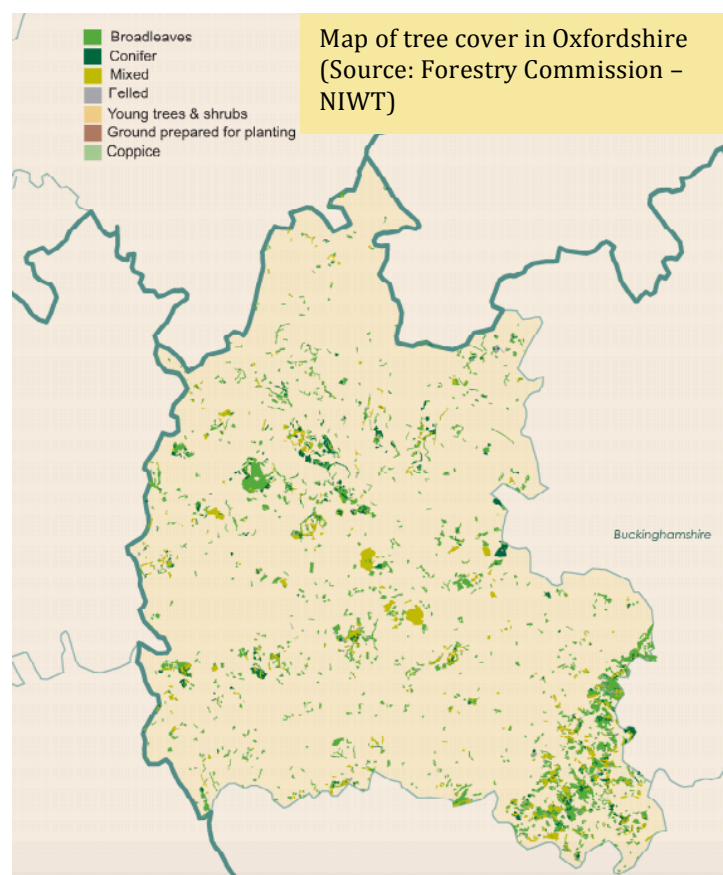 Map of tree cover in Oxfordshire
(Source: Forestry Commission –
NIWT)
Broadleaves
Conifer
Mixed
Felled
Young trees & shrubs
Ground prepared for planting
Coppice
Buckinghamshire